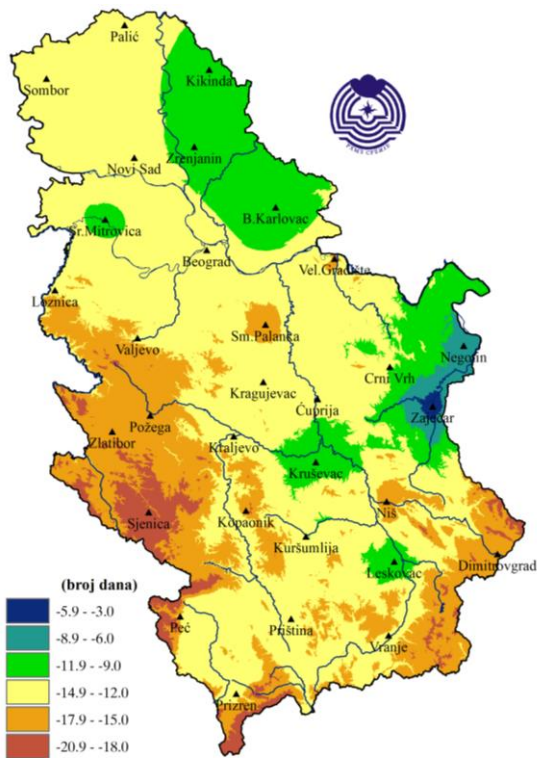 Palić
Sombor
Kikinda
Zrenjanin
Novi Sad
B.Karlovac
Sr.Mitrovica
Beograd
Vel.Gradište
Loznica
Sm.Palanka
Valjevo
Negotin
Crni Vrh
Kragujevac
Ćuprija
Zaječar
Požega
Zlatibor
Kraljevo
Kruševac
Niš
Sjenica
Kopaonik
Kuršumlija
Dimitrovgrad
Leskovac
(broj dana)
-5.9 - -3.0
-8.9 - -6.0
-11.9 - -9.0
-14.9 - -12.0
-17.9 - -15.0
-20.9 - -18.0
Peć
Priština
Vranje
Prizren